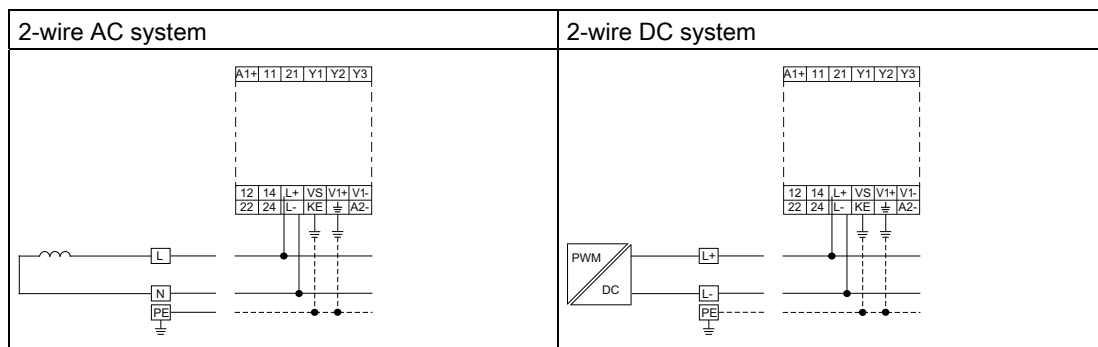 2-wire AC system
2-wire DC system
A1+ 11 21 Y1 Y2 Y3
12 14 L+ VS V1+ V1-
22 24 L- KE A2-
L
N
PE
A1+ 11 21 Y1 Y2 Y3
12 14 L+ VS V1+ V1-
22 24 L- KE A2-
PWM
DC
L+
L-
PE